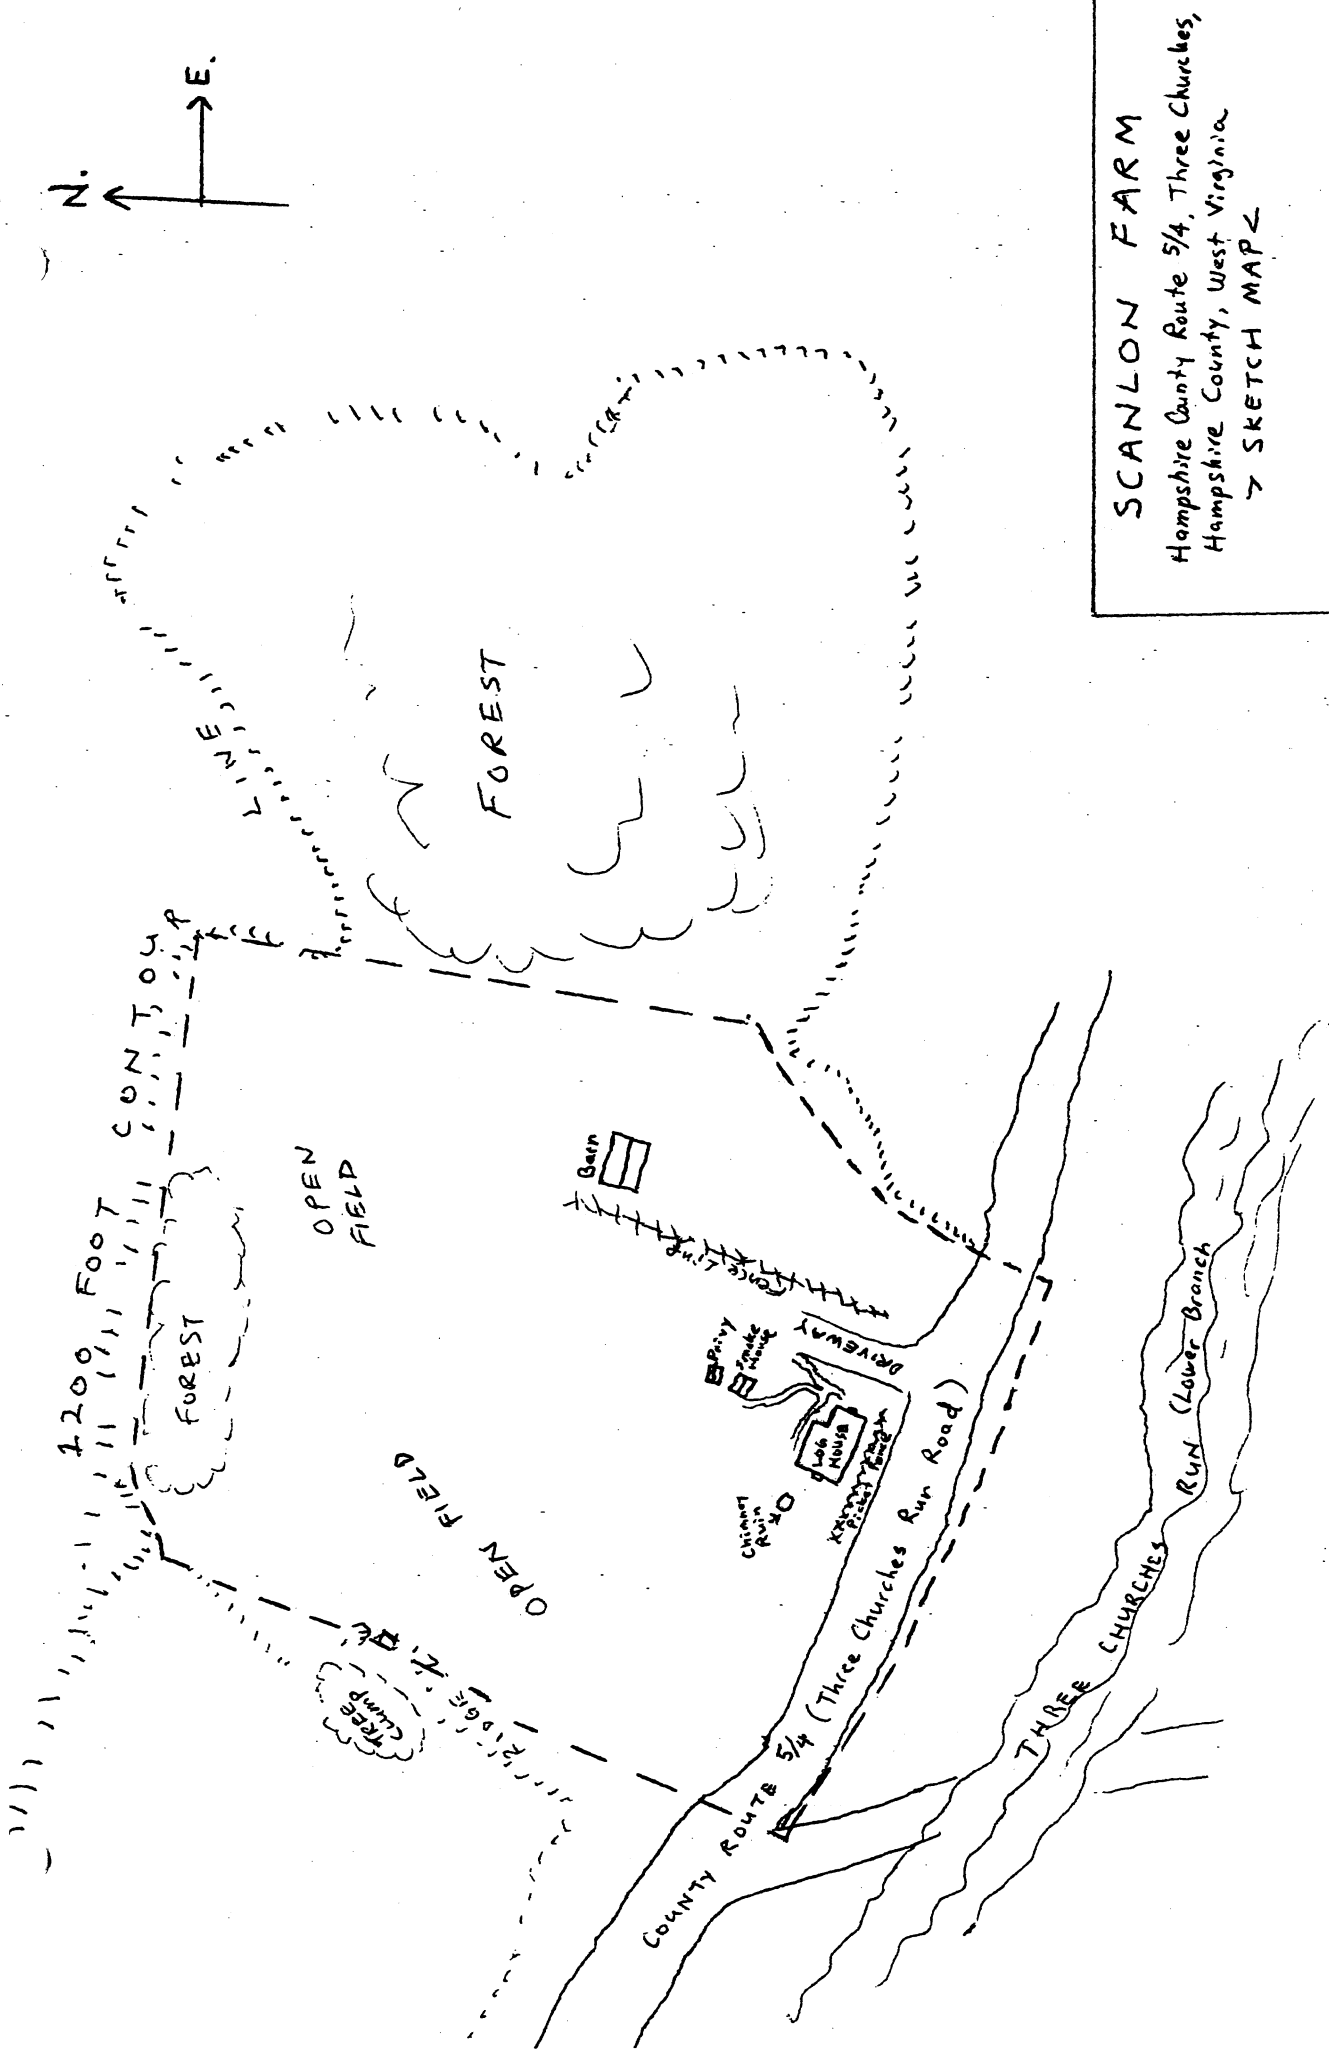 N.
E.
1200 FOOT CONTOUR LINE
FOREST
OPEN
FIELD
OPEN FIELD
TREE
CLUMP
RIDGE
FOREST
Barn
Fence Line
Privy
Smoke
House
DRIVEWAY
LOG
HOUSE
Chimney
Ruin
Picket Fence
COUNTY ROUTE 5/4 (Three Churches Run Road)
THREE CHURCHES RUN (Lower Branch
SCANLON FARM
Hampshire County Route 5/4, Three Churches,
Hampshire County, West Virginia
> SKETCH MAP <